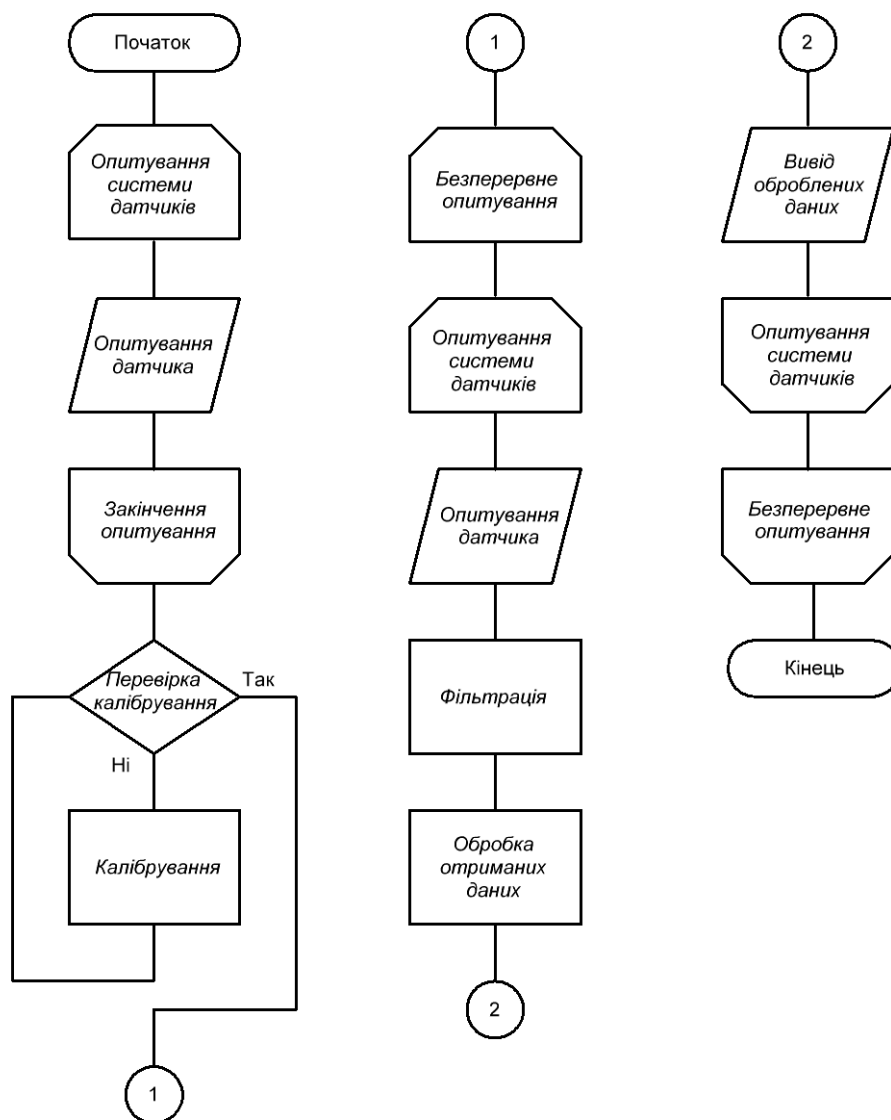 Початок
Опитування
системи
датчиків
Опитування
датчика
Закінчення
опитування
Перевірка
калібрування
Так
Ні
Калібрування
1
1
Безперервне
опитування
Опитування
системи
датчиків
Опитування
датчика
Фільтрація
Обробка
отриманих
даних
2
2
Вивід
оброблених
даних
Опитування
системи
датчиків
Безперервне
опитування
Кінець